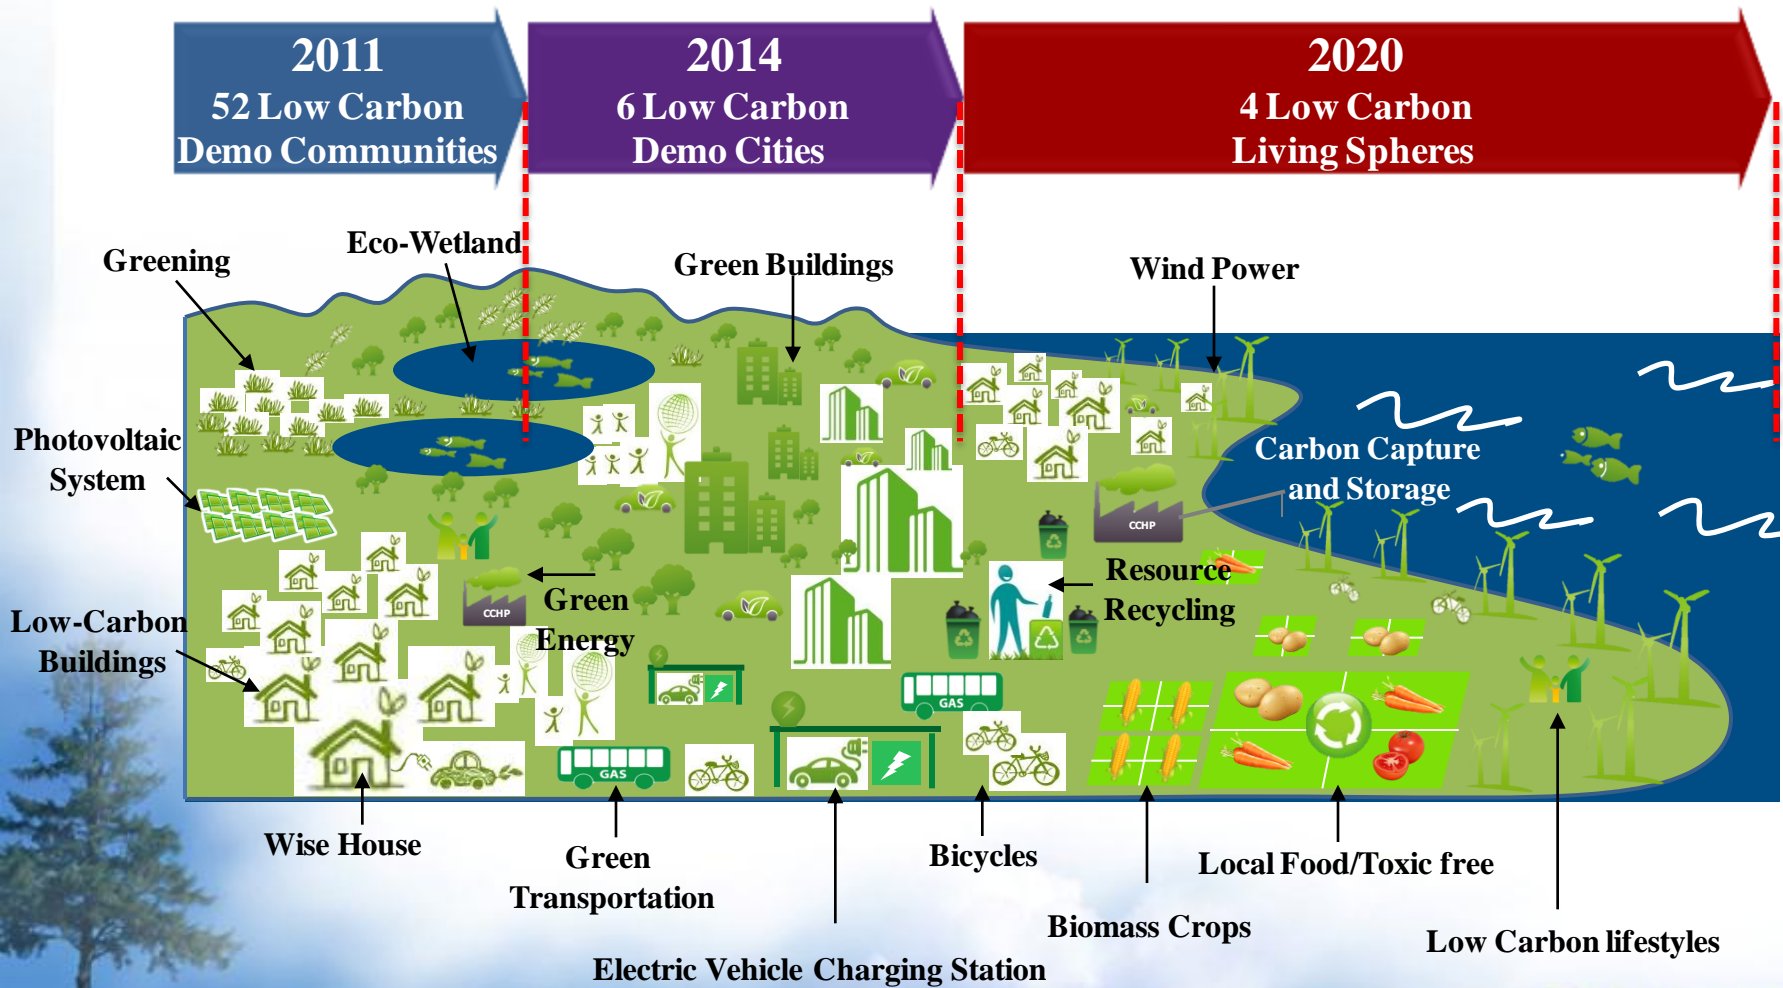 2011
52 Low Carbon
Demo Communities
2014
6 Low Carbon
Demo Cities
2020
4 Low Carbon
Living Spheres
Greening
Eco-Wetland
Green Buildings
Wind Power
Photovoltaic
System
Carbon Capture
and Storage
CCHP
CCHP
Green
Energy
Resource
Recycling
Low-Carbon
Buildings
GAS
GAS
Wise House
Green
Transportation
Electric Vehicle Charging Station
Bicycles
Biomass Crops
Local Food/Toxic free
Low Carbon lifestyles